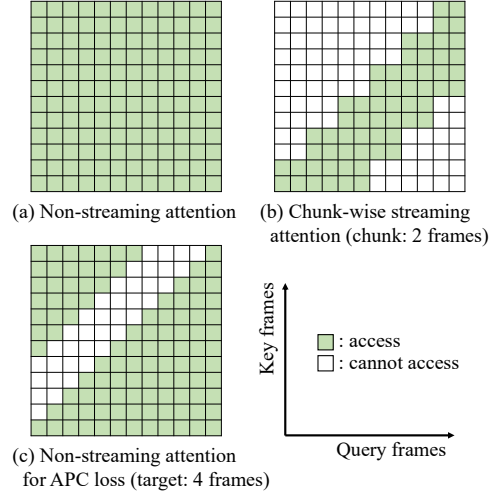 (a) Non-streaming attention
(b) Chunk-wise streaming
attention (chunk: 2 frames)
(c) Non-streaming attention
for APC loss (target: 4 frames)
Key frames
: access
: cannot access
Query frames